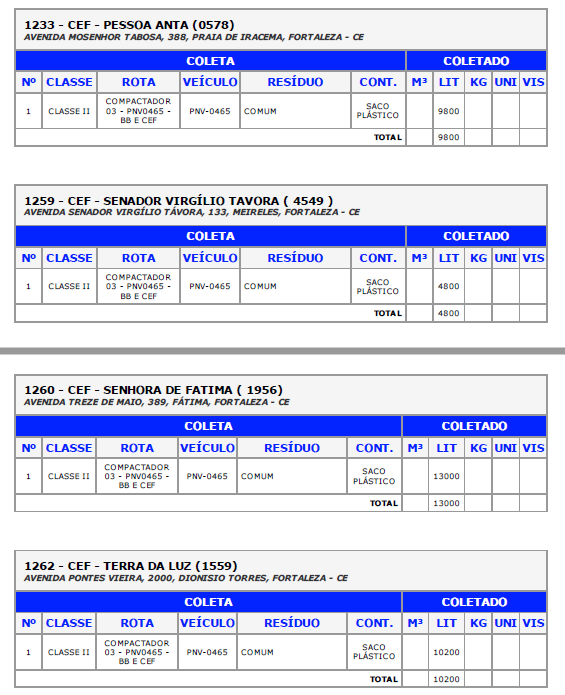 1233 - CEF - PESSOA ANTA (0578)
AVENIDA MOSENHOR TABOSA, 388, PRAIA DE IRACEMA, FORTALEZA - CE
COLETA COLETADO
Nº CLASSE ROTA VEÍCULO RESÍDUO CONT. M³ LIT KG UNI VIS
1 CLASSE II COMPACTADOR 03 - PNV0465 - BB E CEF PNV-0465 COMUM SACO PLÁSTICO 9800
TOTAL 9800
1259 - CEF - SENADOR VIRGÍLIO TAVORA ( 4549 )
AVENIDA SENADOR VIRGÍLIO TÁVORA, 133, MEIRELES, FORTALEZA - CE
COLETA COLETADO
Nº CLASSE ROTA VEÍCULO RESÍDUO CONT. M³ LIT KG UNI VIS
1 CLASSE II COMPACTADOR 03 - PNV0465 - BB E CEF PNV-0465 COMUM SACO PLÁSTICO 4800
TOTAL 4800
1260 - CEF - SENHORA DE FATIMA ( 1956)
AVENIDA TREZE DE MAIO, 389, FÁTIMA, FORTALEZA - CE
COLETA COLETADO
Nº CLASSE ROTA VEÍCULO RESÍDUO CONT. M³ LIT KG UNI VIS
1 CLASSE II COMPACTADOR 03 - PNV0465 - BB E CEF PNV-0465 COMUM SACO PLÁSTICO 13000
TOTAL 13000
1262 - CEF - TERRA DA LUZ (1559)
AVENIDA PONTES VIEIRA, 2000, DIONISIO TORRES, FORTALEZA - CE
COLETA COLETADO
Nº CLASSE ROTA VEÍCULO RESÍDUO CONT. M³ LIT KG UNI VIS
1 CLASSE II COMPACTADOR 03 - PNV0465 - BB E CEF PNV-0465 COMUM SACO PLÁSTICO 10200
TOTAL 10200